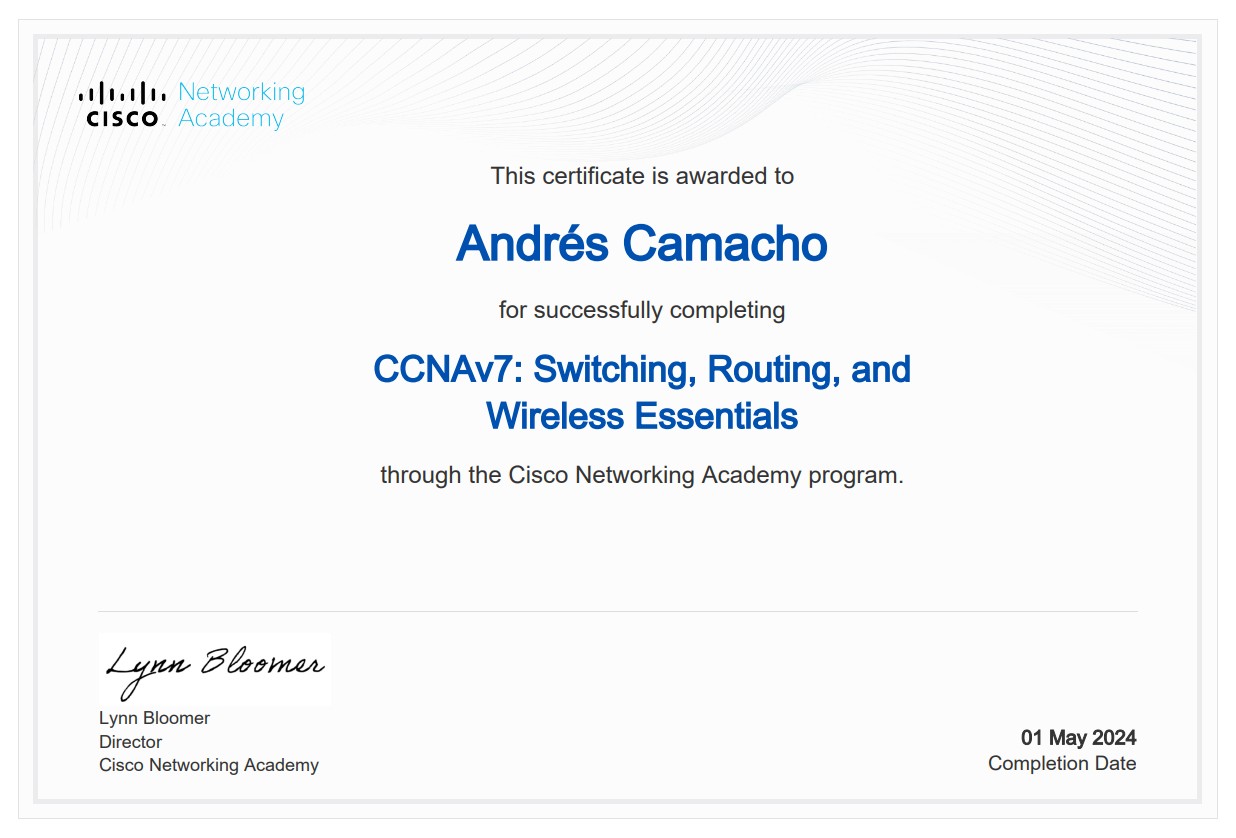 Networking
CISCO Academy
This certificate is awarded to
Andrés Camacho
for successfully completing
CCNAv7: Switching, Routing, and
Wireless Essentials
through the Cisco Networking Academy program.
Lynn Bloomer
Lynn Bloomer
Director
Cisco Networking Academy
01 May 2024
Completion Date